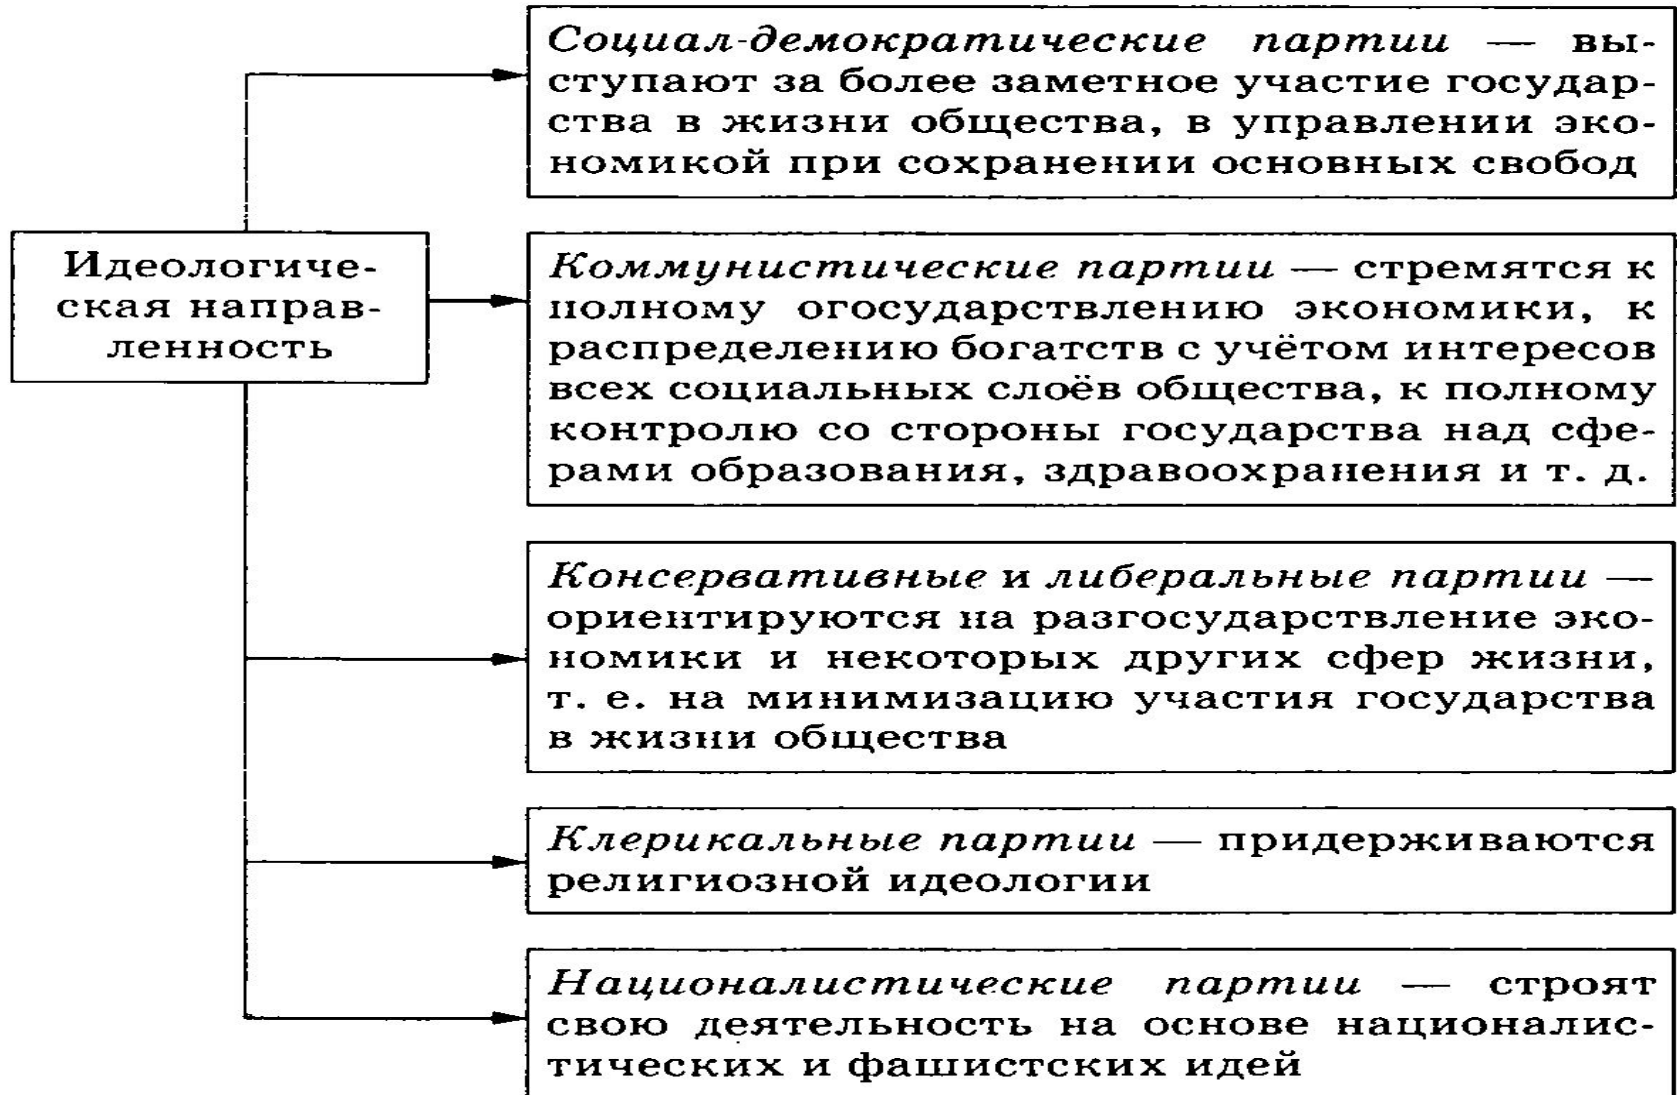 Социал-демократические партии — вы-
ступают за более заметное участие государ-
ства в жизни общества, в управлении эко-
номикой при сохранении основных свобод
Идеологиче-
ская направ-
ленность
Коммунистические партии — стремятся к
полному огосударствлению экономики, к
распределению богатств с учётом интересов
всех социальных слоёв общества, к полному
контролю со стороны государства над сфе-
рами образования, здравоохранения и т. д.
Консервативные и либеральные партии —
ориентируются на разгосударствление эко-
номики и некоторых других сфер жизни,
т. е. на минимизацию участия государства
в жизни общества
Клерикальные партии — придерживаются
религиозной идеологии
Националистические партии — строят
свою деятельность на основе националис-
тических и фашистских идей